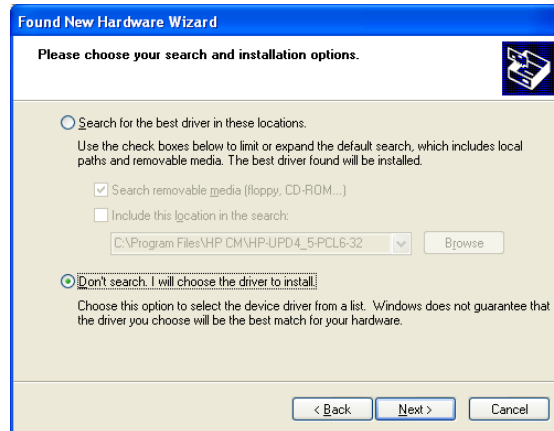 Found New Hardware Wizard
Please choose your search and installation options.
Search for the best driver in these locations.
Use the check boxes below to limit or expand the default search, which includes local
paths and removable media. The best driver found will be installed.
Search removable media (floppy, CD-ROM...)
Include this location in the search:
C:\Program Files\HP CM\HP-UPD4_5-PCL6-32
Browse
Don't search. I will choose the driver to install.
Choose this option to select the device driver from a list. Windows does not guarantee that
the driver you choose will be the best match for your hardware.
< Back
Next >
Cancel